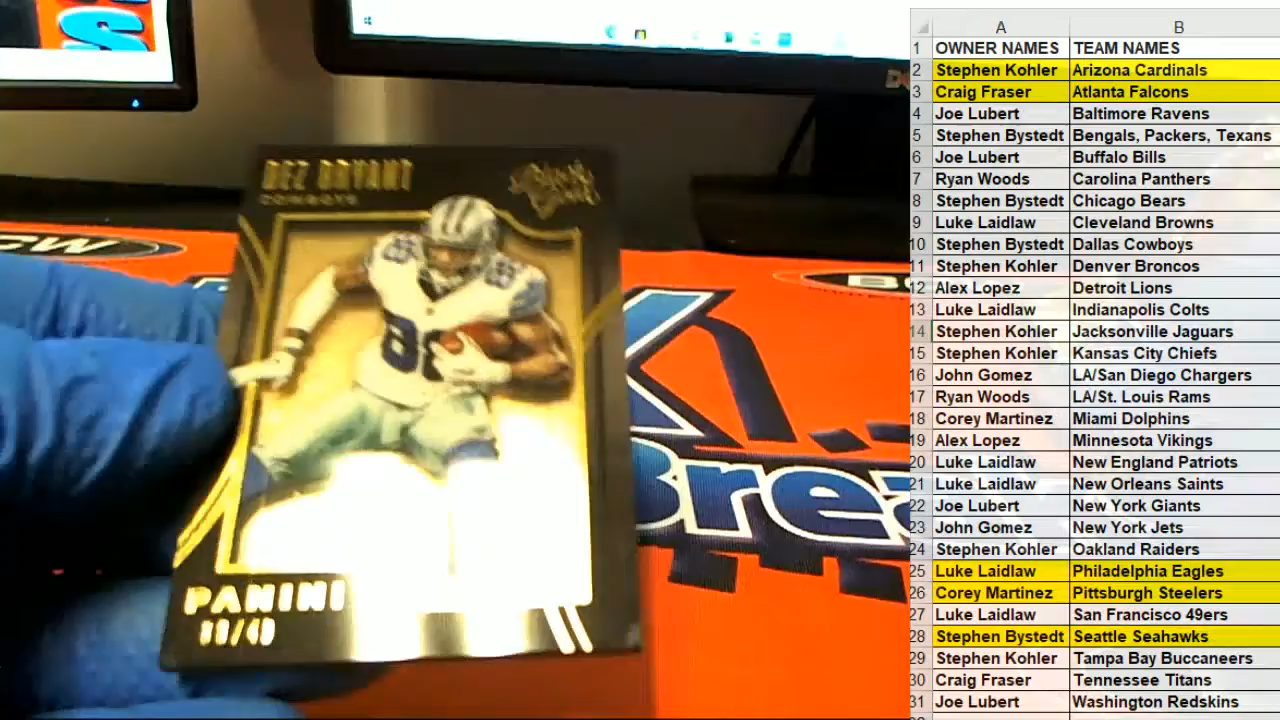 DEZ BRYANT
COWBOYS
PANINI
A B
1 OWNER NAMES TEAM NAMES
2 Stephen Kohler Arizona Cardinals
3 Craig Fraser Atlanta Falcons
4 Joe Lubert Baltimore Ravens
5 Stephen Bystedt Bengals, Packers, Texans
6 Joe Lubert Buffalo Bills
7 Ryan Woods Carolina Panthers
8 Stephen Bystedt Chicago Bears
9 Luke Laidlaw Cleveland Browns
10 Stephen Bystedt Dallas Cowboys
11 Stephen Kohler Denver Broncos
12 Alex Lopez Detroit Lions
13 Luke Laidlaw Indianapolis Colts
14 Stephen Kohler Jacksonville Jaguars
15 Stephen Kohler Kansas City Chiefs
16 John Gomez LA/San Diego Chargers
17 Ryan Woods LA/St. Louis Rams
18 Corey Martinez Miami Dolphins
19 Alex Lopez Minnesota Vikings
20 Luke Laidlaw New England Patriots
21 Luke Laidlaw New Orleans Saints
22 Joe Lubert New York Giants
23 John Gomez New York Jets
24 Stephen Kohler Oakland Raiders
25 Luke Laidlaw Philadelphia Eagles
26 Corey Martinez Pittsburgh Steelers
27 Luke Laidlaw San Francisco 49ers
28 Stephen Bystedt Seattle Seahawks
29 Stephen Kohler Tampa Bay Buccaneers
30 Craig Fraser Tennessee Titans
31 Joe Lubert Washington Redskins